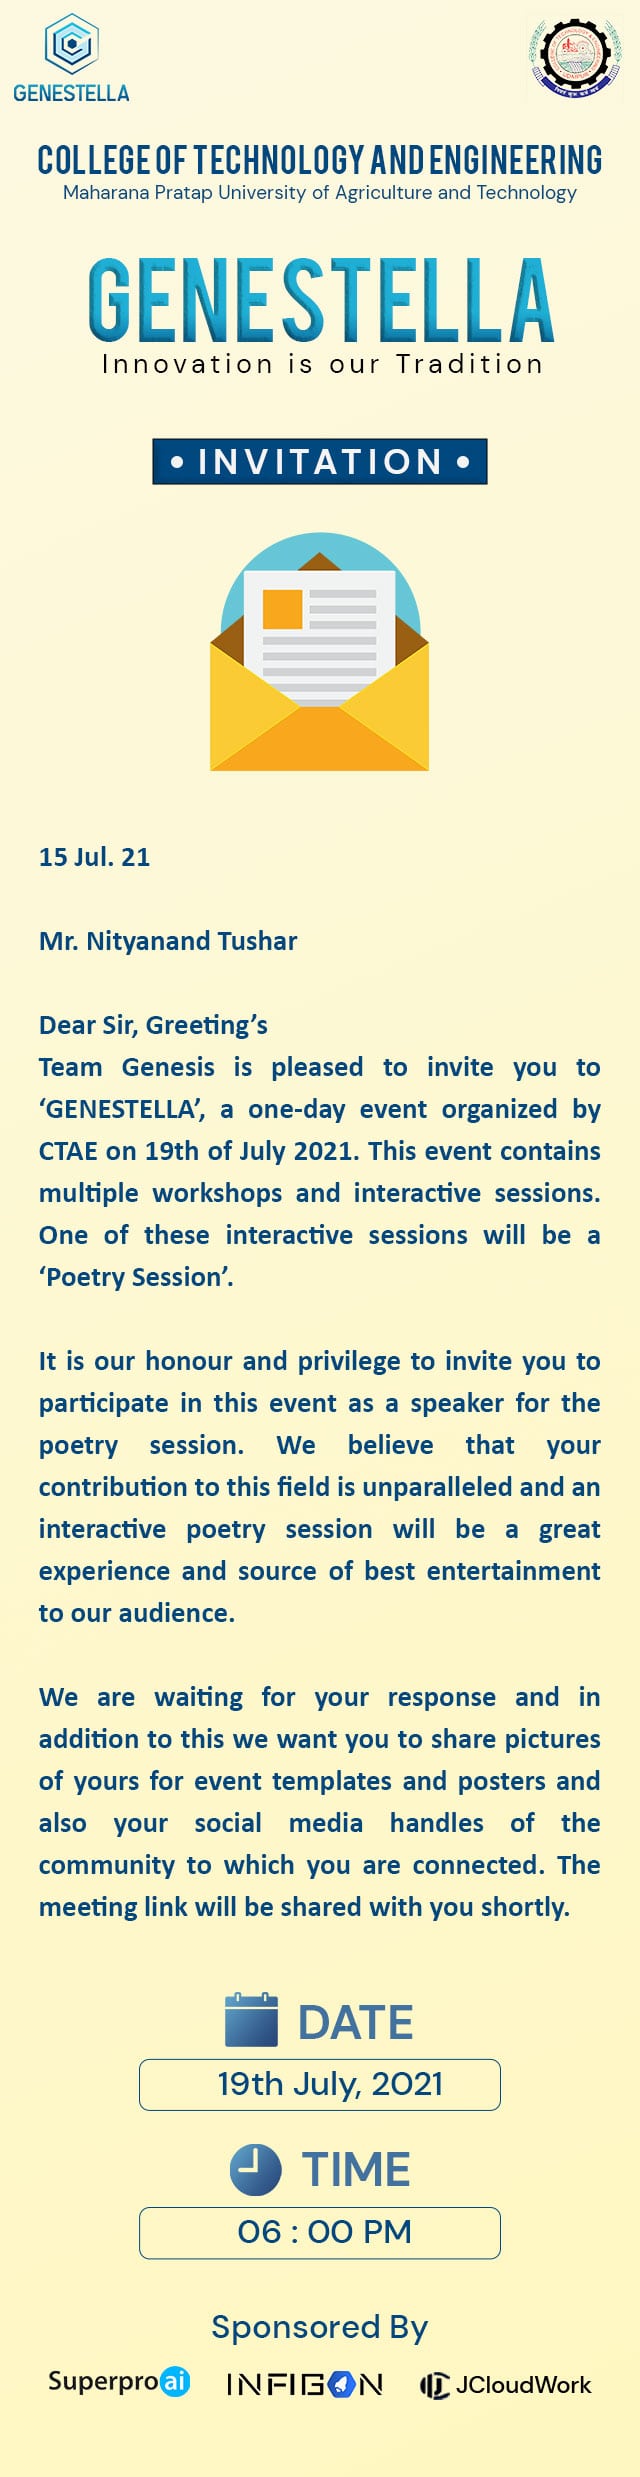 GENESTELLA
COLLEGE OF TECHNOLOGY AND ENGINEERING
Maharana Pratap University of Agriculture and Technology
GENESTELLA
Innovation is our Tradition
• INVITATION •
15 Jul. 21
Mr. Nityanand Tushar
Dear Sir, Greeting’s
Team Genesis is pleased to invite you to
‘GENESTELLA’, a one-day event organized by
CTAE on 19th of July 2021. This event contains
multiple workshops and interactive sessions.
One of these interactive sessions will be a
‘Poetry Session’.
It is our honour and privilege to invite you to
participate in this event as a speaker for the
poetry session. We believe that your
contribution to this field is unparalleled and an
interactive poetry session will be a great
experience and source of best entertainment
to our audience.
We are waiting for your response and in
addition to this we want you to share pictures
of yours for event templates and posters and
also your social media handles of the
community to which you are connected. The
meeting link will be shared with you shortly.
DATE
19th July, 2021
TIME
06 : 00 PM
Sponsored By
Superpro ai
INFIGON
JCloudWork